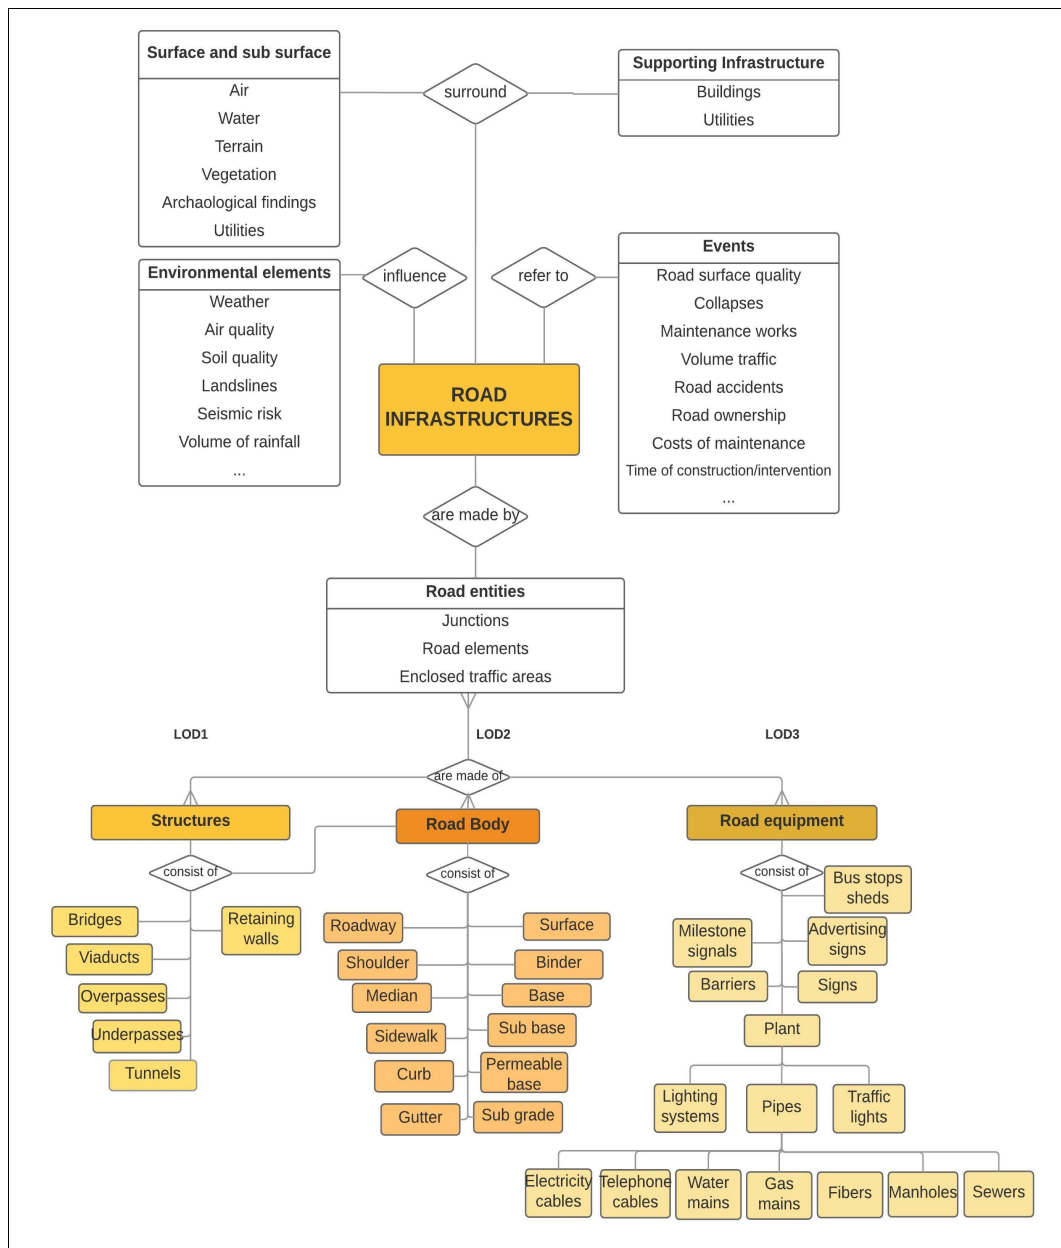 Surface and sub surface
Air
Water
Terrain
Vegetation
Archaological findings
Utilities
surround
Supporting Infrastructure
Buildings
Utilities
Environmental elements
Weather
Air quality
Soil quality
Landslines
Seismic risk
Volume of rainfall
...
influence
refer to
Events
Road surface quality
Collapses
Maintenance works
Volume traffic
Road accidents
Road ownership
Costs of maintenance
Time of construction/intervention
...
ROAD
INFRASTRUCTURES
are made by
Road entities
Junctions
Road elements
Enclosed traffic areas
LOD1
LOD2
LOD3
are made of
Structures
Road Body
Road equipment
consist of
consist of
consist of
Bridges
Retaining
walls
Viaducts
Overpasses
Underpasses
Tunnels
Roadway
Surface
Shoulder
Binder
Median
Base
Sidewalk
Sub base
Curb
Permeable
base
Gutter
Sub grade
Bus stops
sheds
Milestone
signals
Advertising
signs
Barriers
Signs
Plant
Lighting
systems
Pipes
Traffic
lights
Electricity
cables
Telephone
cables
Water
mains
Gas
mains
Fibers
Manholes
Sewers